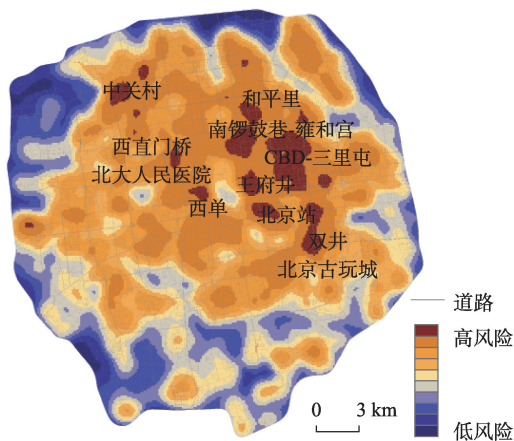 中关村
和平里
南锣鼓巷-雍和宫
西直门桥
CBD-三里屯
北大人民医院
王府井
西单
北京站
双井
北京古玩城
道路
高风险
低风险
0 3 km